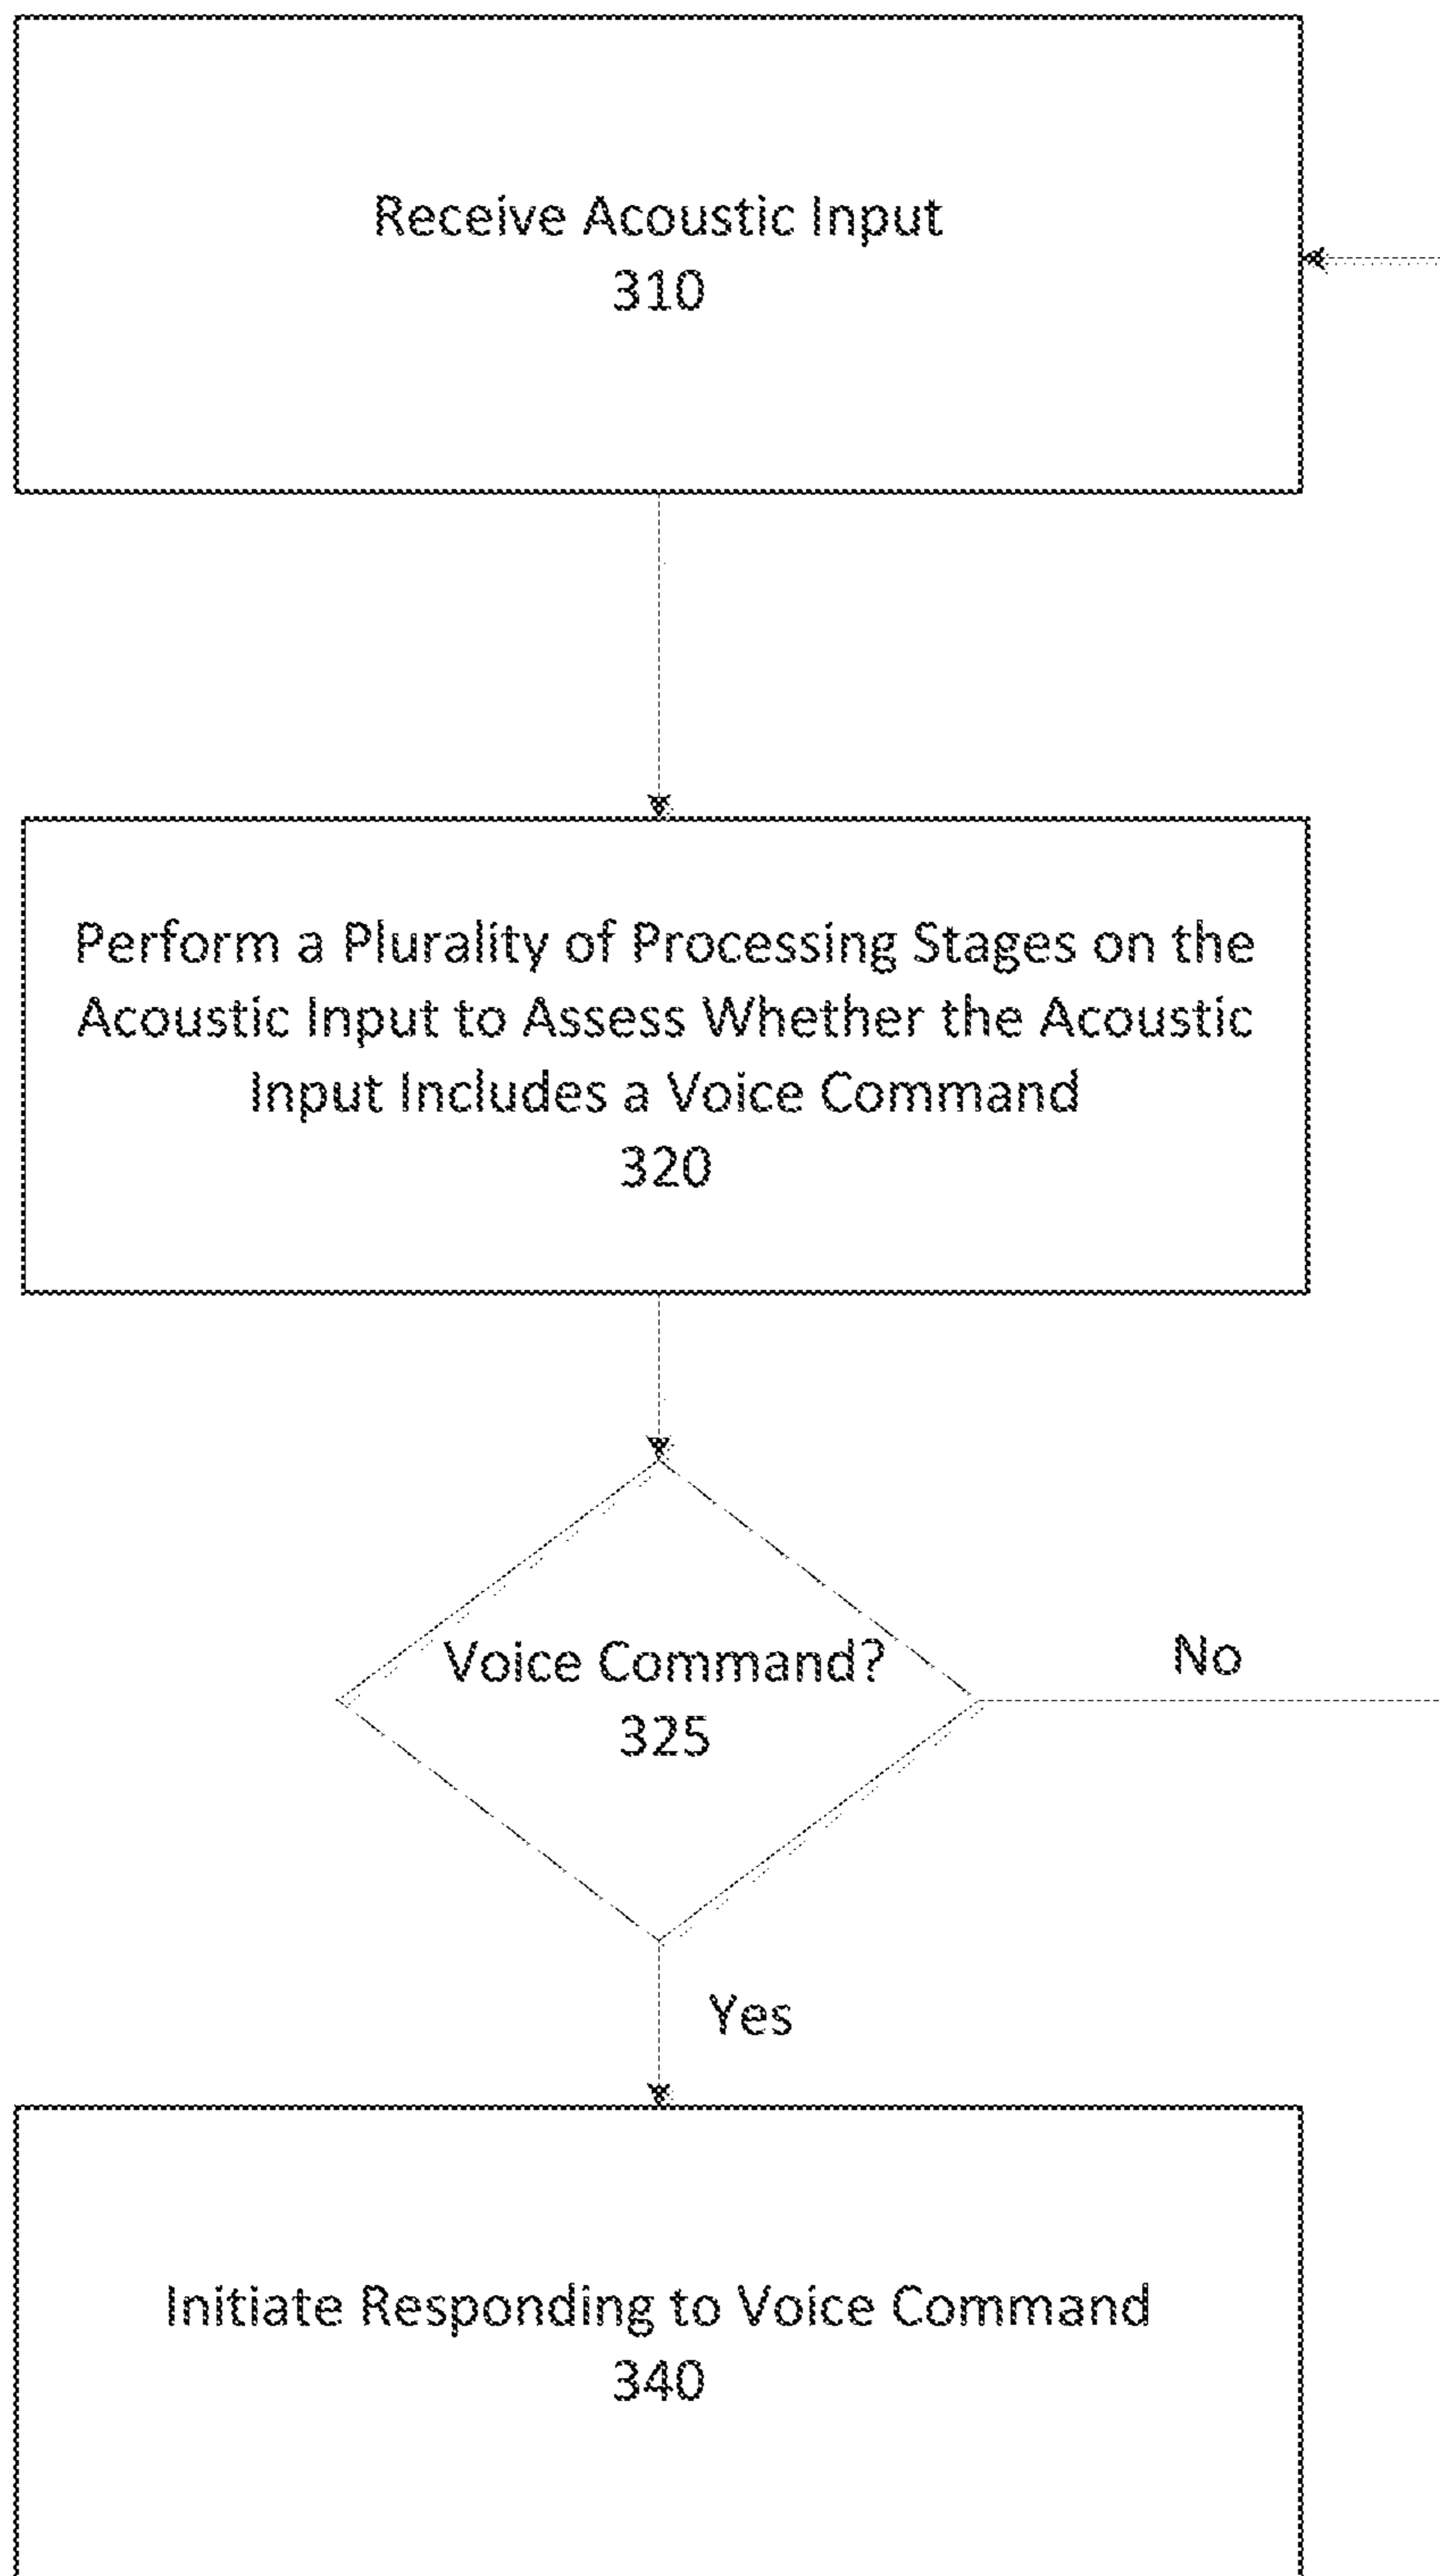 Receive Acoustic Input
310
Perform a Plurality of Processing Stages on the
Acoustic Input to Assess Whether the Acoustic
Input Includes a Voice Command
320
Voice Command?
325
No
Yes
Initiate Responding to Voice Command
340